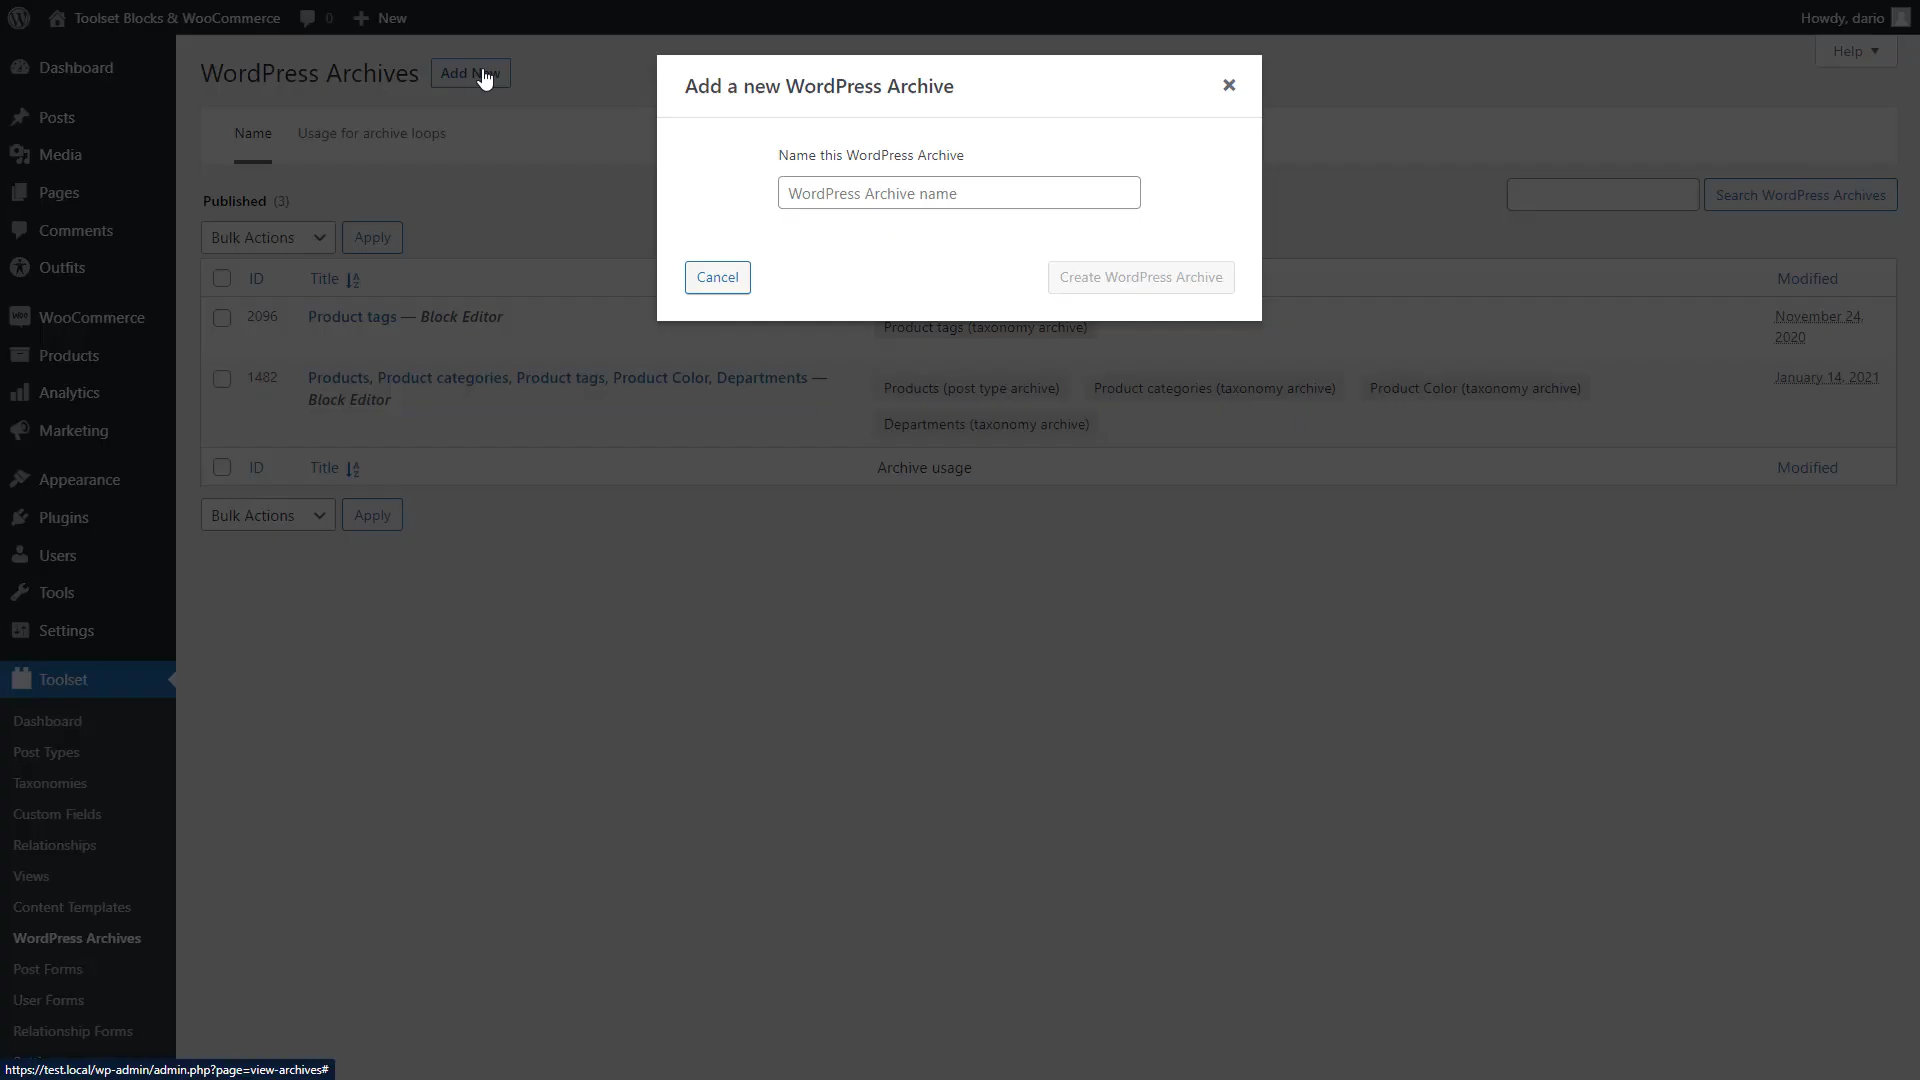 Toolset Blocks & WooCommerce 0 New Howdy, dario
Help
Dashboard
Posts
Media
Pages
Comments
Outfits
WooCommerce
Products
Analytics
Marketing
Appearance
Plugins
Users
Tools
Settings
Toolset
Dashboard
Post Types
Taxonomies
Custom Fields
Relationships
Views
Content Templates
WordPress Archives
Post Forms
User Forms
Relationship Forms
WordPress Archives Add New
Name Usage for archive loops
Published (3)
Search WordPress Archives
Bulk Actions Apply
ID Title Modified
2096 Product tags — Block Editor Product tags (taxonomy archive) November 24,
2020
1482 Products, Product categories, Product tags, Product Color, Departments —
Block Editor
Products (post type archive) Product categories (taxonomy archive) Product Color (taxonomy archive)
Departments (taxonomy archive)
January 14, 2021
ID Title Archive usage Modified
Bulk Actions Apply
Add a new WordPress Archive
Name this WordPress Archive
WordPress Archive name
Cancel Create WordPress Archive
https://test.local/wp-admin/admin.php?page=view-archives#